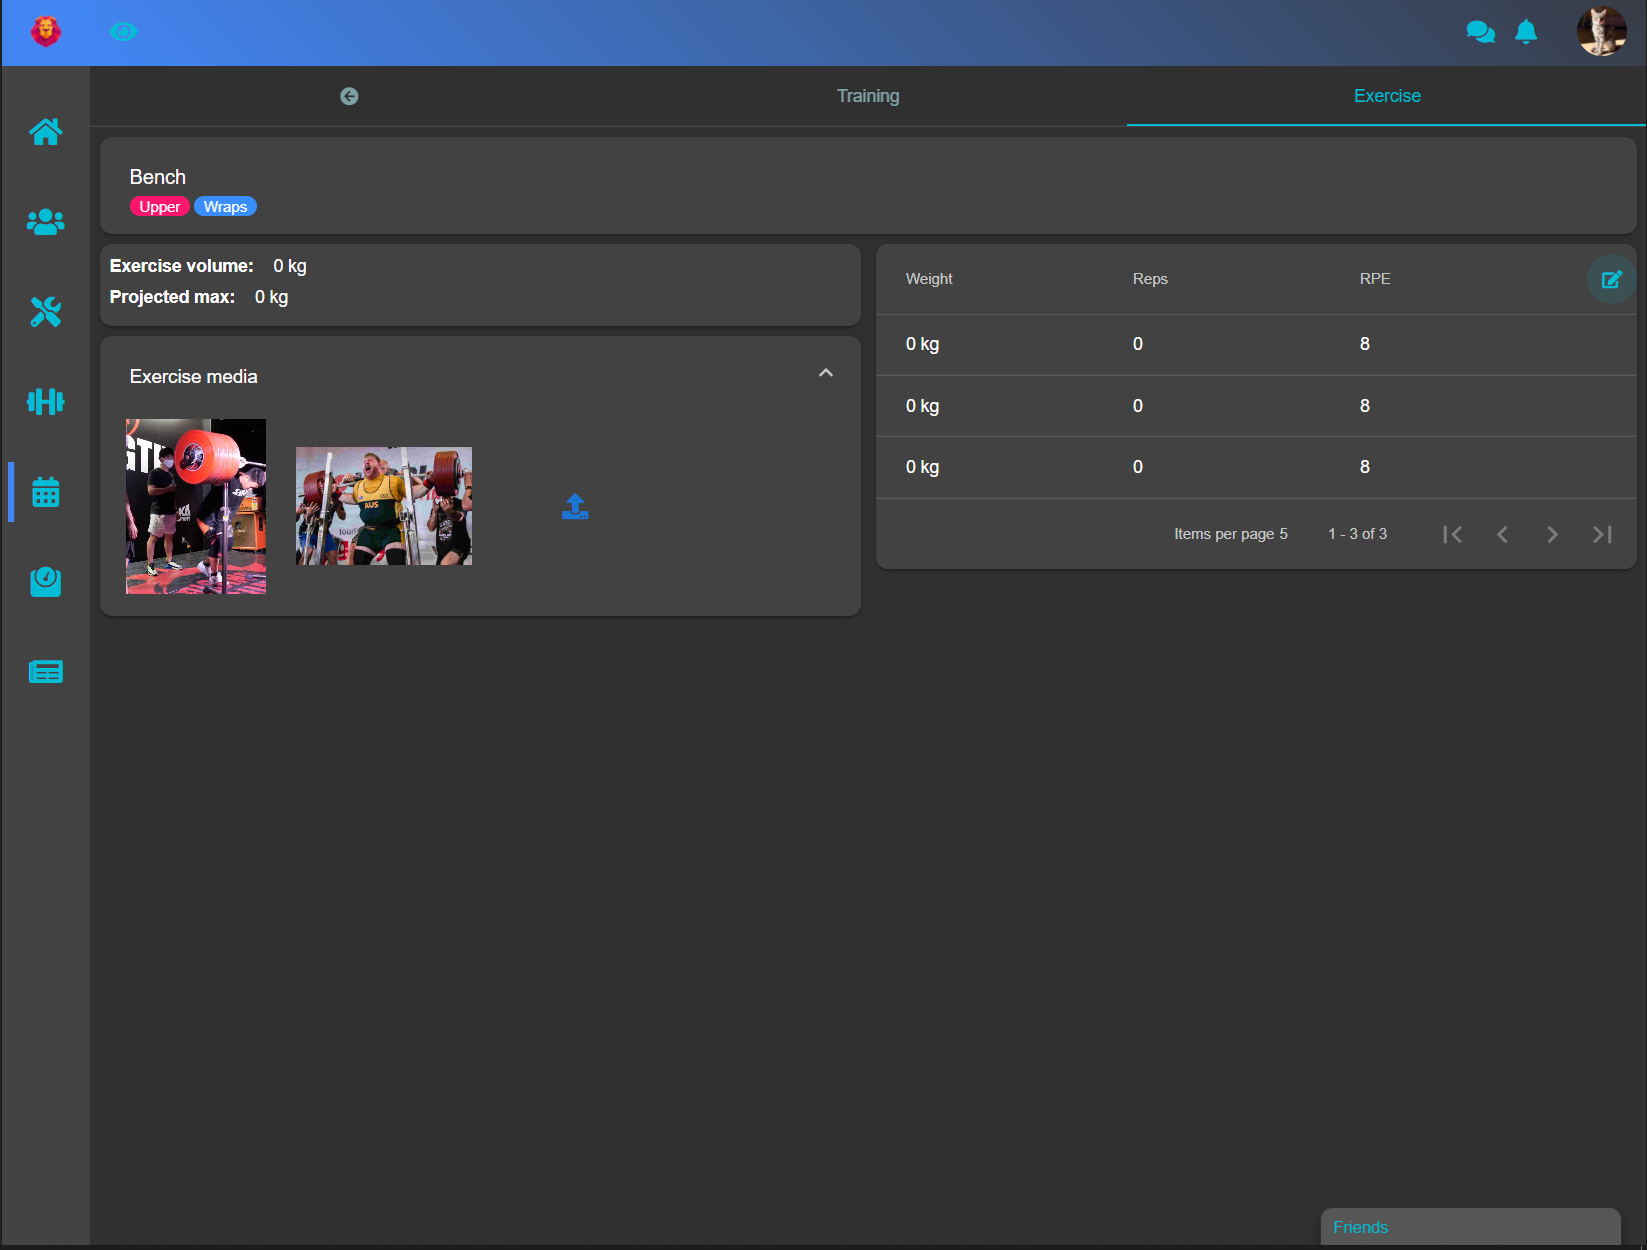 Training
Exercise
Bench
Upper Wraps
Exercise volume: 0 kg
Projected max: 0 kg
Exercise media
AUS
touri
Weight Reps RPE
0 kg 0 8
0 kg 0 8
0 kg 0 8
Items per page 5 1 - 3 of 3
Friends